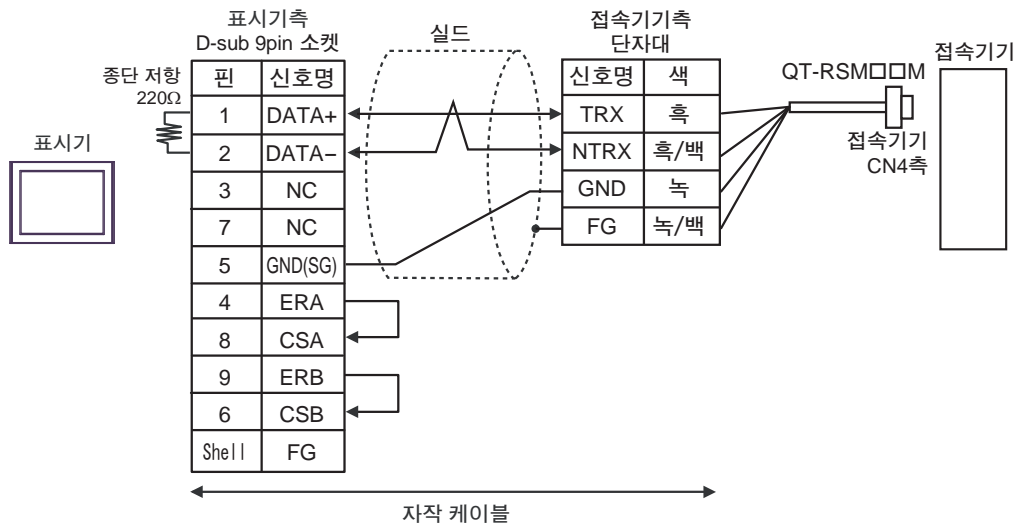 표시기측
D-sub 9pin 소켓
실드
접속기기측
단자대
접속기기
종단 저항
220Ω
표시기
핀 신호명
1 DATA+
2 DATA−
3 NC
7 NC
5 GND(SG)
4 ERA
8 CSA
9 ERB
6 CSB
Shell FG
신호명 색
TRX 흑
NTRX 흑/백
GND 녹
FG 녹/백
QT-RSM□□M
접속기기
CN4측
자작 케이블